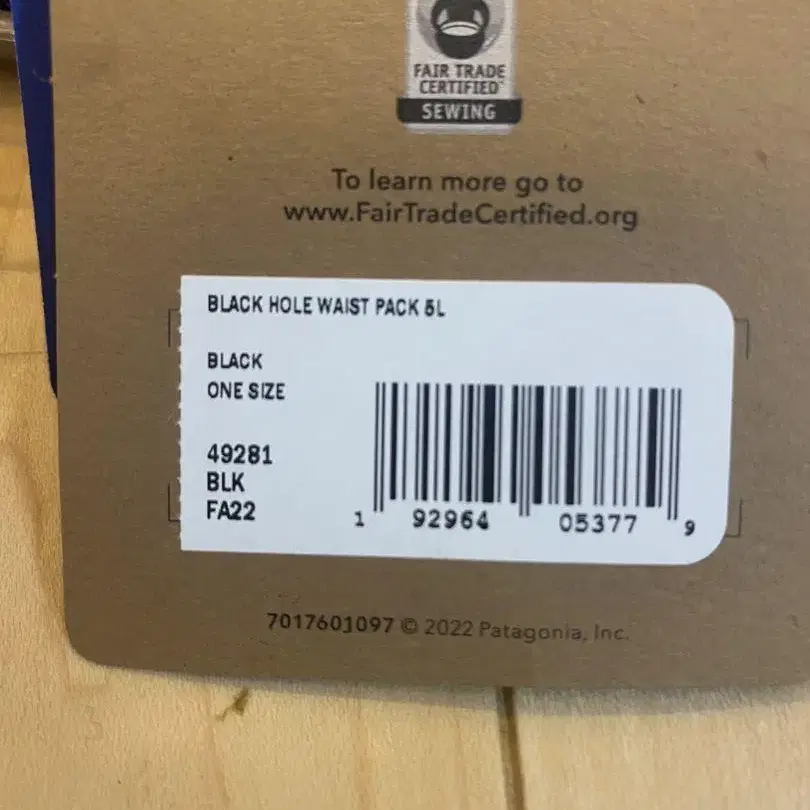 FAIR TRADE
CERTIFIED™
SEWING
To learn more go to
www.FairTradeCertified.org
BLACK HOLE WAIST PACK 5L
BLACK
ONE SIZE
49281
BLK
FA22
1 92964 05377 9
7017601097 © 2022 Patagonia, Inc.